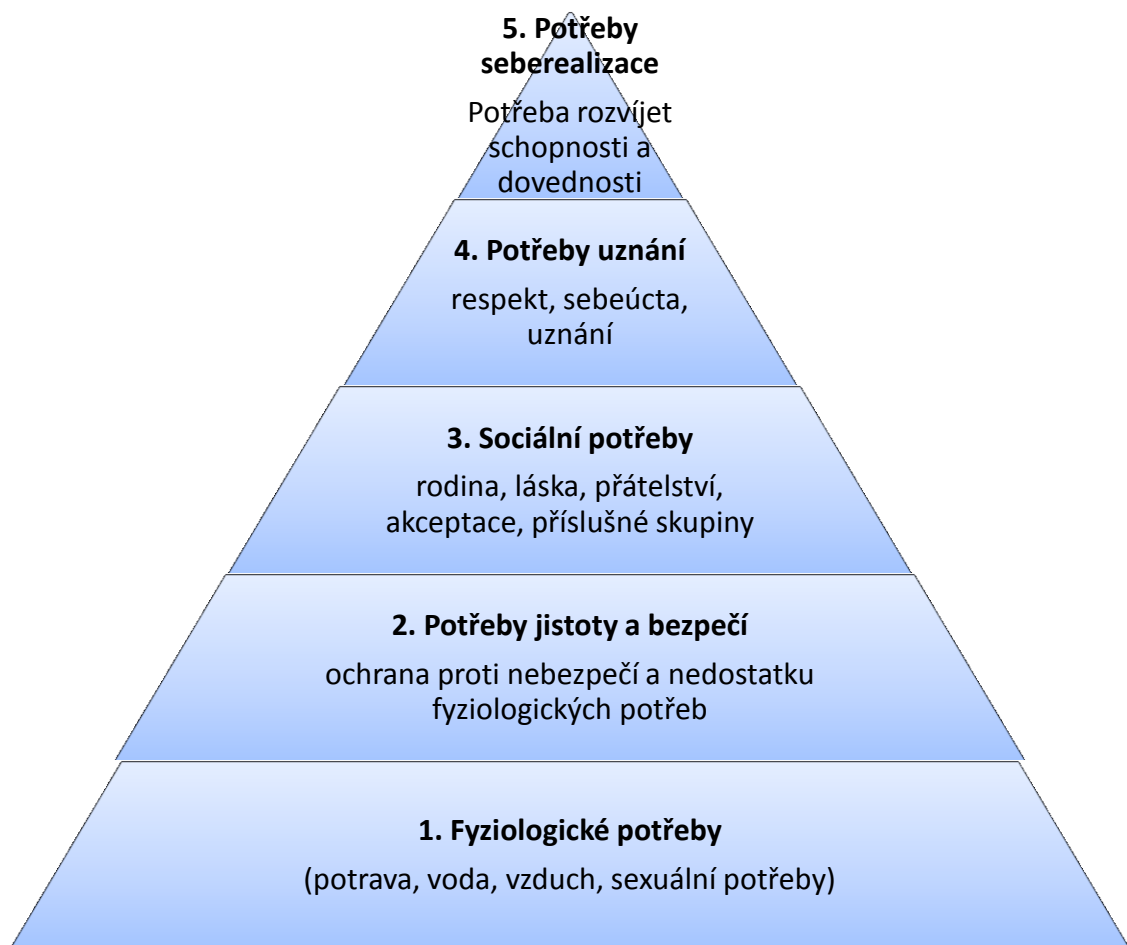 5. Potřeby
seberealizace
Potřeba rozvíjet
schopnosti a
dovednosti
4. Potřeby uznání
respekt, sebeúcta,
uznání
3. Sociální potřeby
rodina, láska, přátelství,
akceptace, příslušné skupiny
2. Potřeby jistoty a bezpečí
ochrana proti nebezpečí a nedostatku
fyziologických potřeb
1. Fyziologické potřeby
(potrava, voda, vzduch, sexuální potřeby)